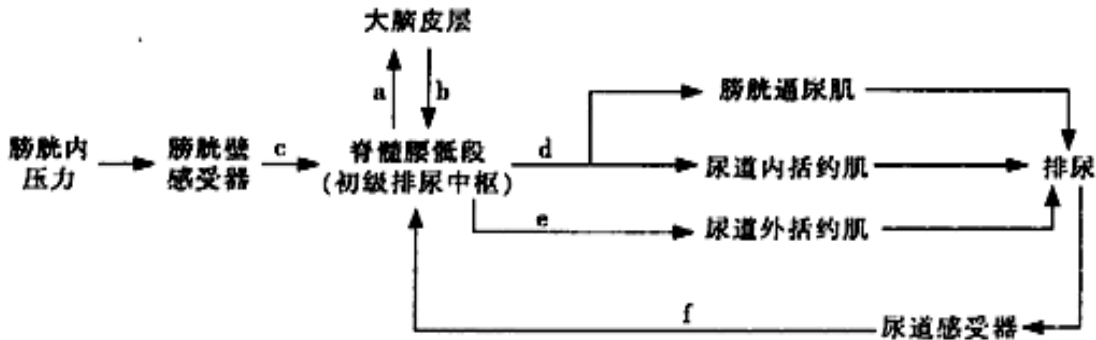 大脑皮层
a
b
膀胱逼尿肌
膀胱内
压力
膀胱壁
感受器
c
脊髓腰骶段
(初级排尿中枢)
d
尿道内括约肌
排尿
e
尿道外括约肌
f
尿道感受器